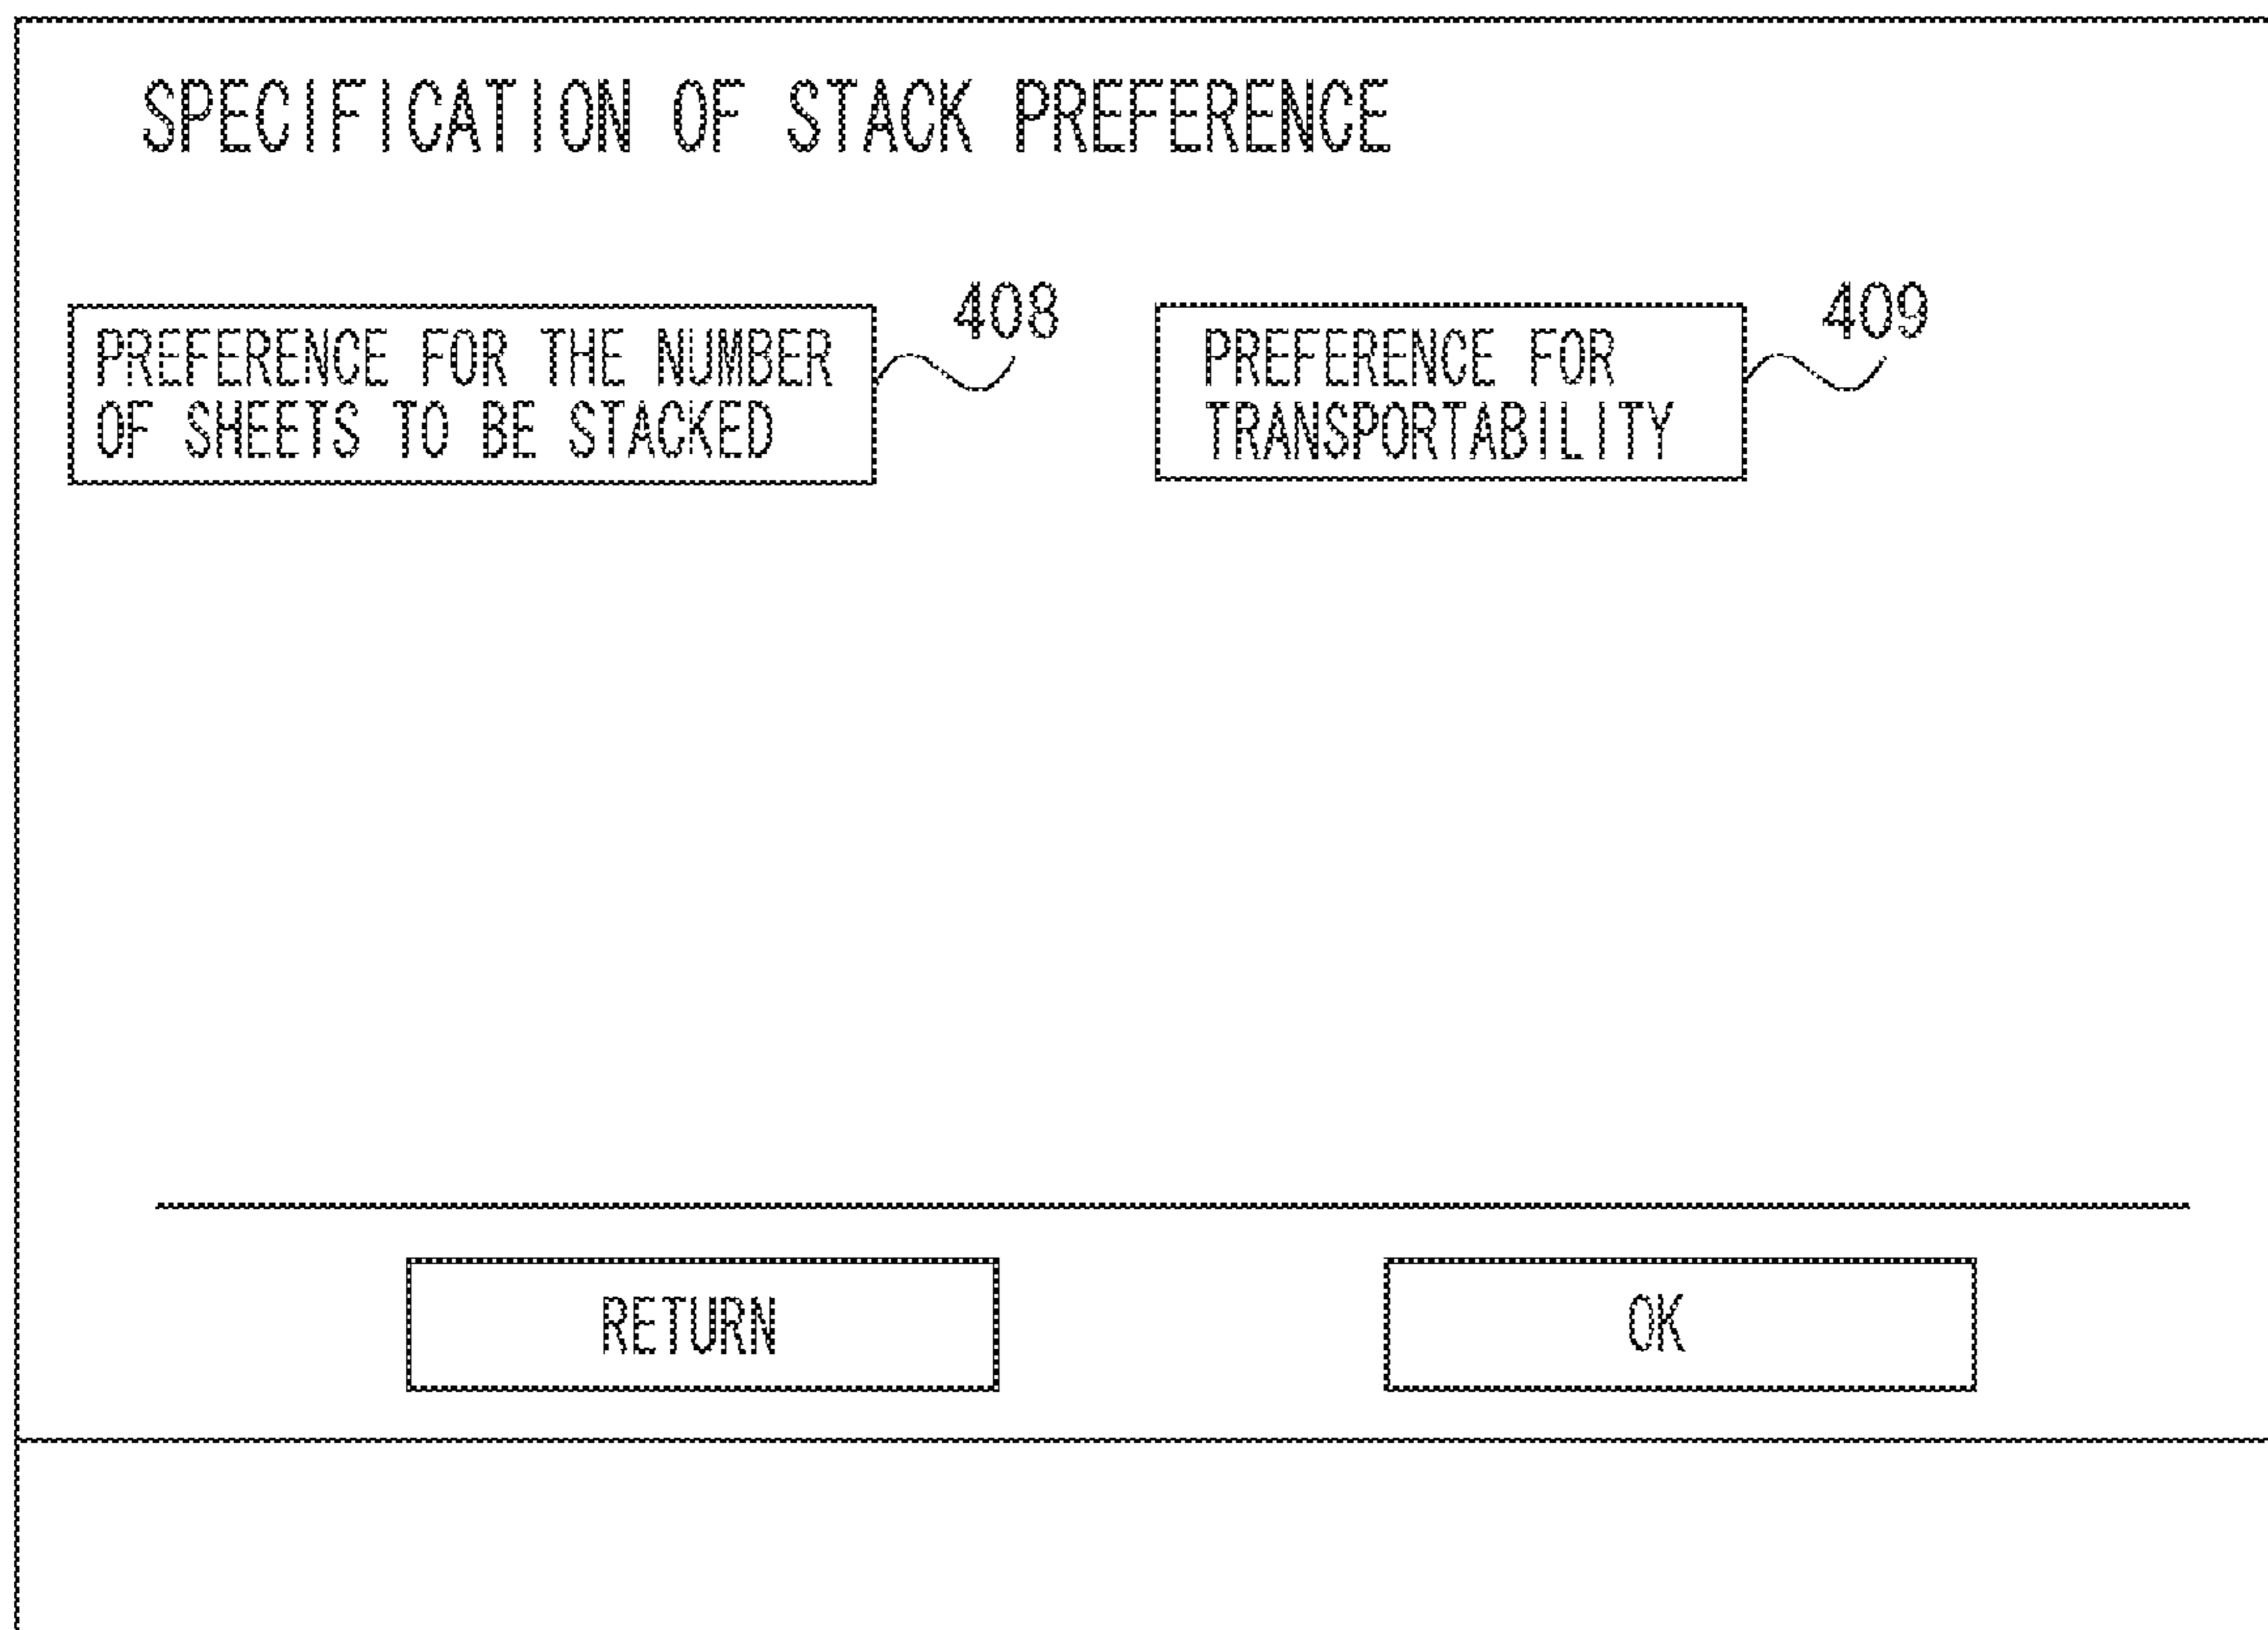 SPECIFICATION OF STACK PREFERENCE
408
409
PREFERENCE FOR THE NUMBER
OF SHEETS TO BE STACKED
PREFERENCE FOR
TRANSPORTABILITY
RETURN
OK